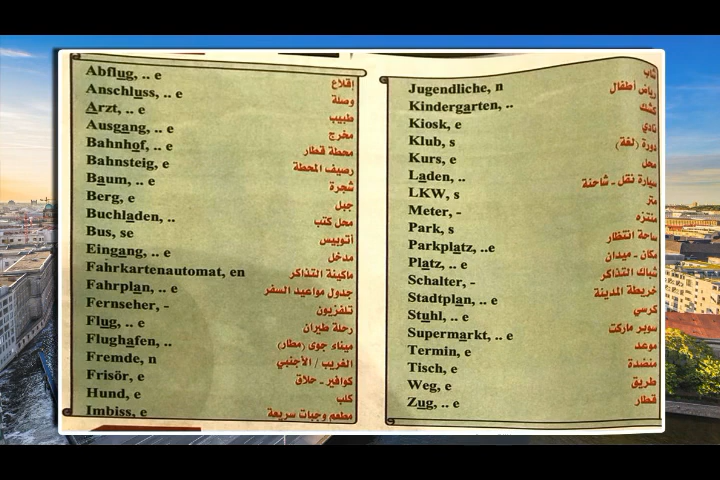 Abflug, .. e إقلاع
Anschluss, .. e وصلة
Arzt, .. e طبيب
Ausgang, .. e مخرج
Bahnhof, .. e محطة قطار
Bahnsteig, e رصيف المحطة
Baum, .. e شجرة
Berg, e جبل
Buchladen, .. محل كتب
Bus, se أتوبيس
Eingang, .. e مدخل
Fahrkartenautomat, en ماكينة التذاكر
Fahrplan, .. e جدول مواعيد السفر
Fernseher, - تلفزيون
Flug, .. e رحلة طيران
Flughafen, .. ميناء جوى (مطار)
Fremde, n الغريب / الأجنبي
Frisör, e كوافير - حلاق
Hund, e كلب
Imbiss, e مطعم وجبات سريعة
Jugendliche, n شاب
Kindergarten, .. رياض أطفال
Kiosk, e كشك
Klub, s نادي
Kurs, e دورة (لغة)
Laden, .. محل
LKW, s سيارة نقل - شاحنة
Meter, - متر
Park, s منتزه
Parkplatz, ..e ساحة انتظار
Platz, .. e مكان - ميدان
Schalter, - شباك التذاكر
Stadtplan, .. e خريطة المدينة
Stuhl, .. e كرسي
Supermarkt, .. e سوبر ماركت
Termin, e موعد
Tisch, e منضدة
Weg, e طريق
Zug, .. e قطار